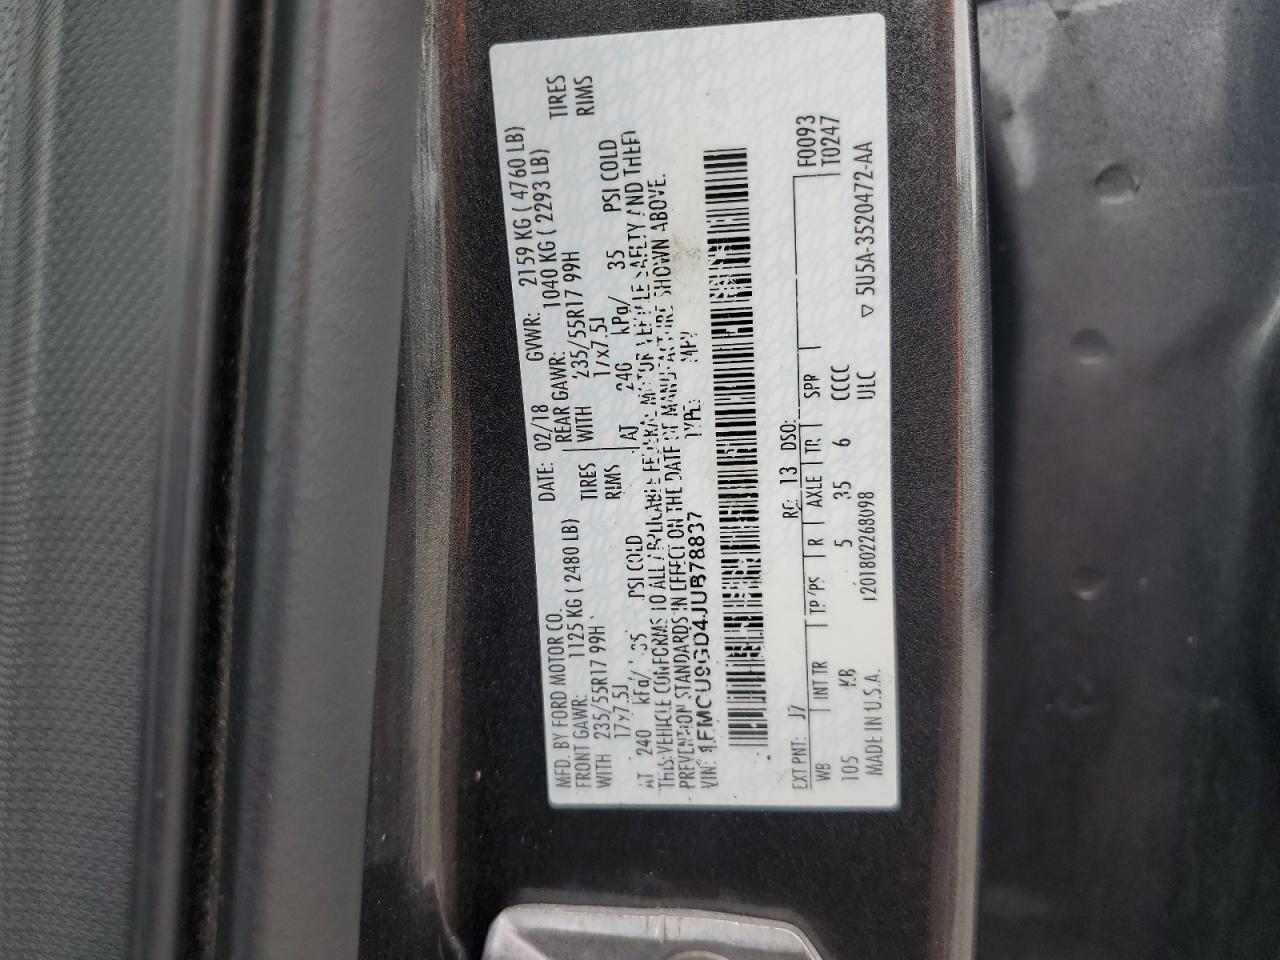 MFD. BY FORD MOTOR CO. DATE: 02/18 GVWR: 2159 KG ( 4760 LB)
FRONT GAWR: 1125 KG ( 2480 LB) REAR GAWR: 1040 KG ( 2293 LB)
WITH 235/55R17 99H TIRES WITH 235/55R17 99H TIRES
17x7.5J RIMS 17x7.5J RIMS
AT 240 kPa/ 35 PSI COLD AT 240 kPa/ 35 PSI COLD
THIS VEHICLE CONFORMS TO ALL APPLICABLE FEDERAL MOTOR VEHICLE SAFETY AND THEFT
PREVENTION STANDARDS IN EFFECT ON THE DATE OF MANUFACTURE SHOWN ABOVE.
VIN: 1FMCU9GD4JUB78837 TYPE: MPV
F0093
T0247
EXT PNT: J7 RC: 13 DSO:
WB INT TR TP/PS R AXLE TR SPR
105 KB 5 35 6 CCCC
MADE IN U.S.A. 1201802268098 ULC ▽ 5U5A-3520472-AA